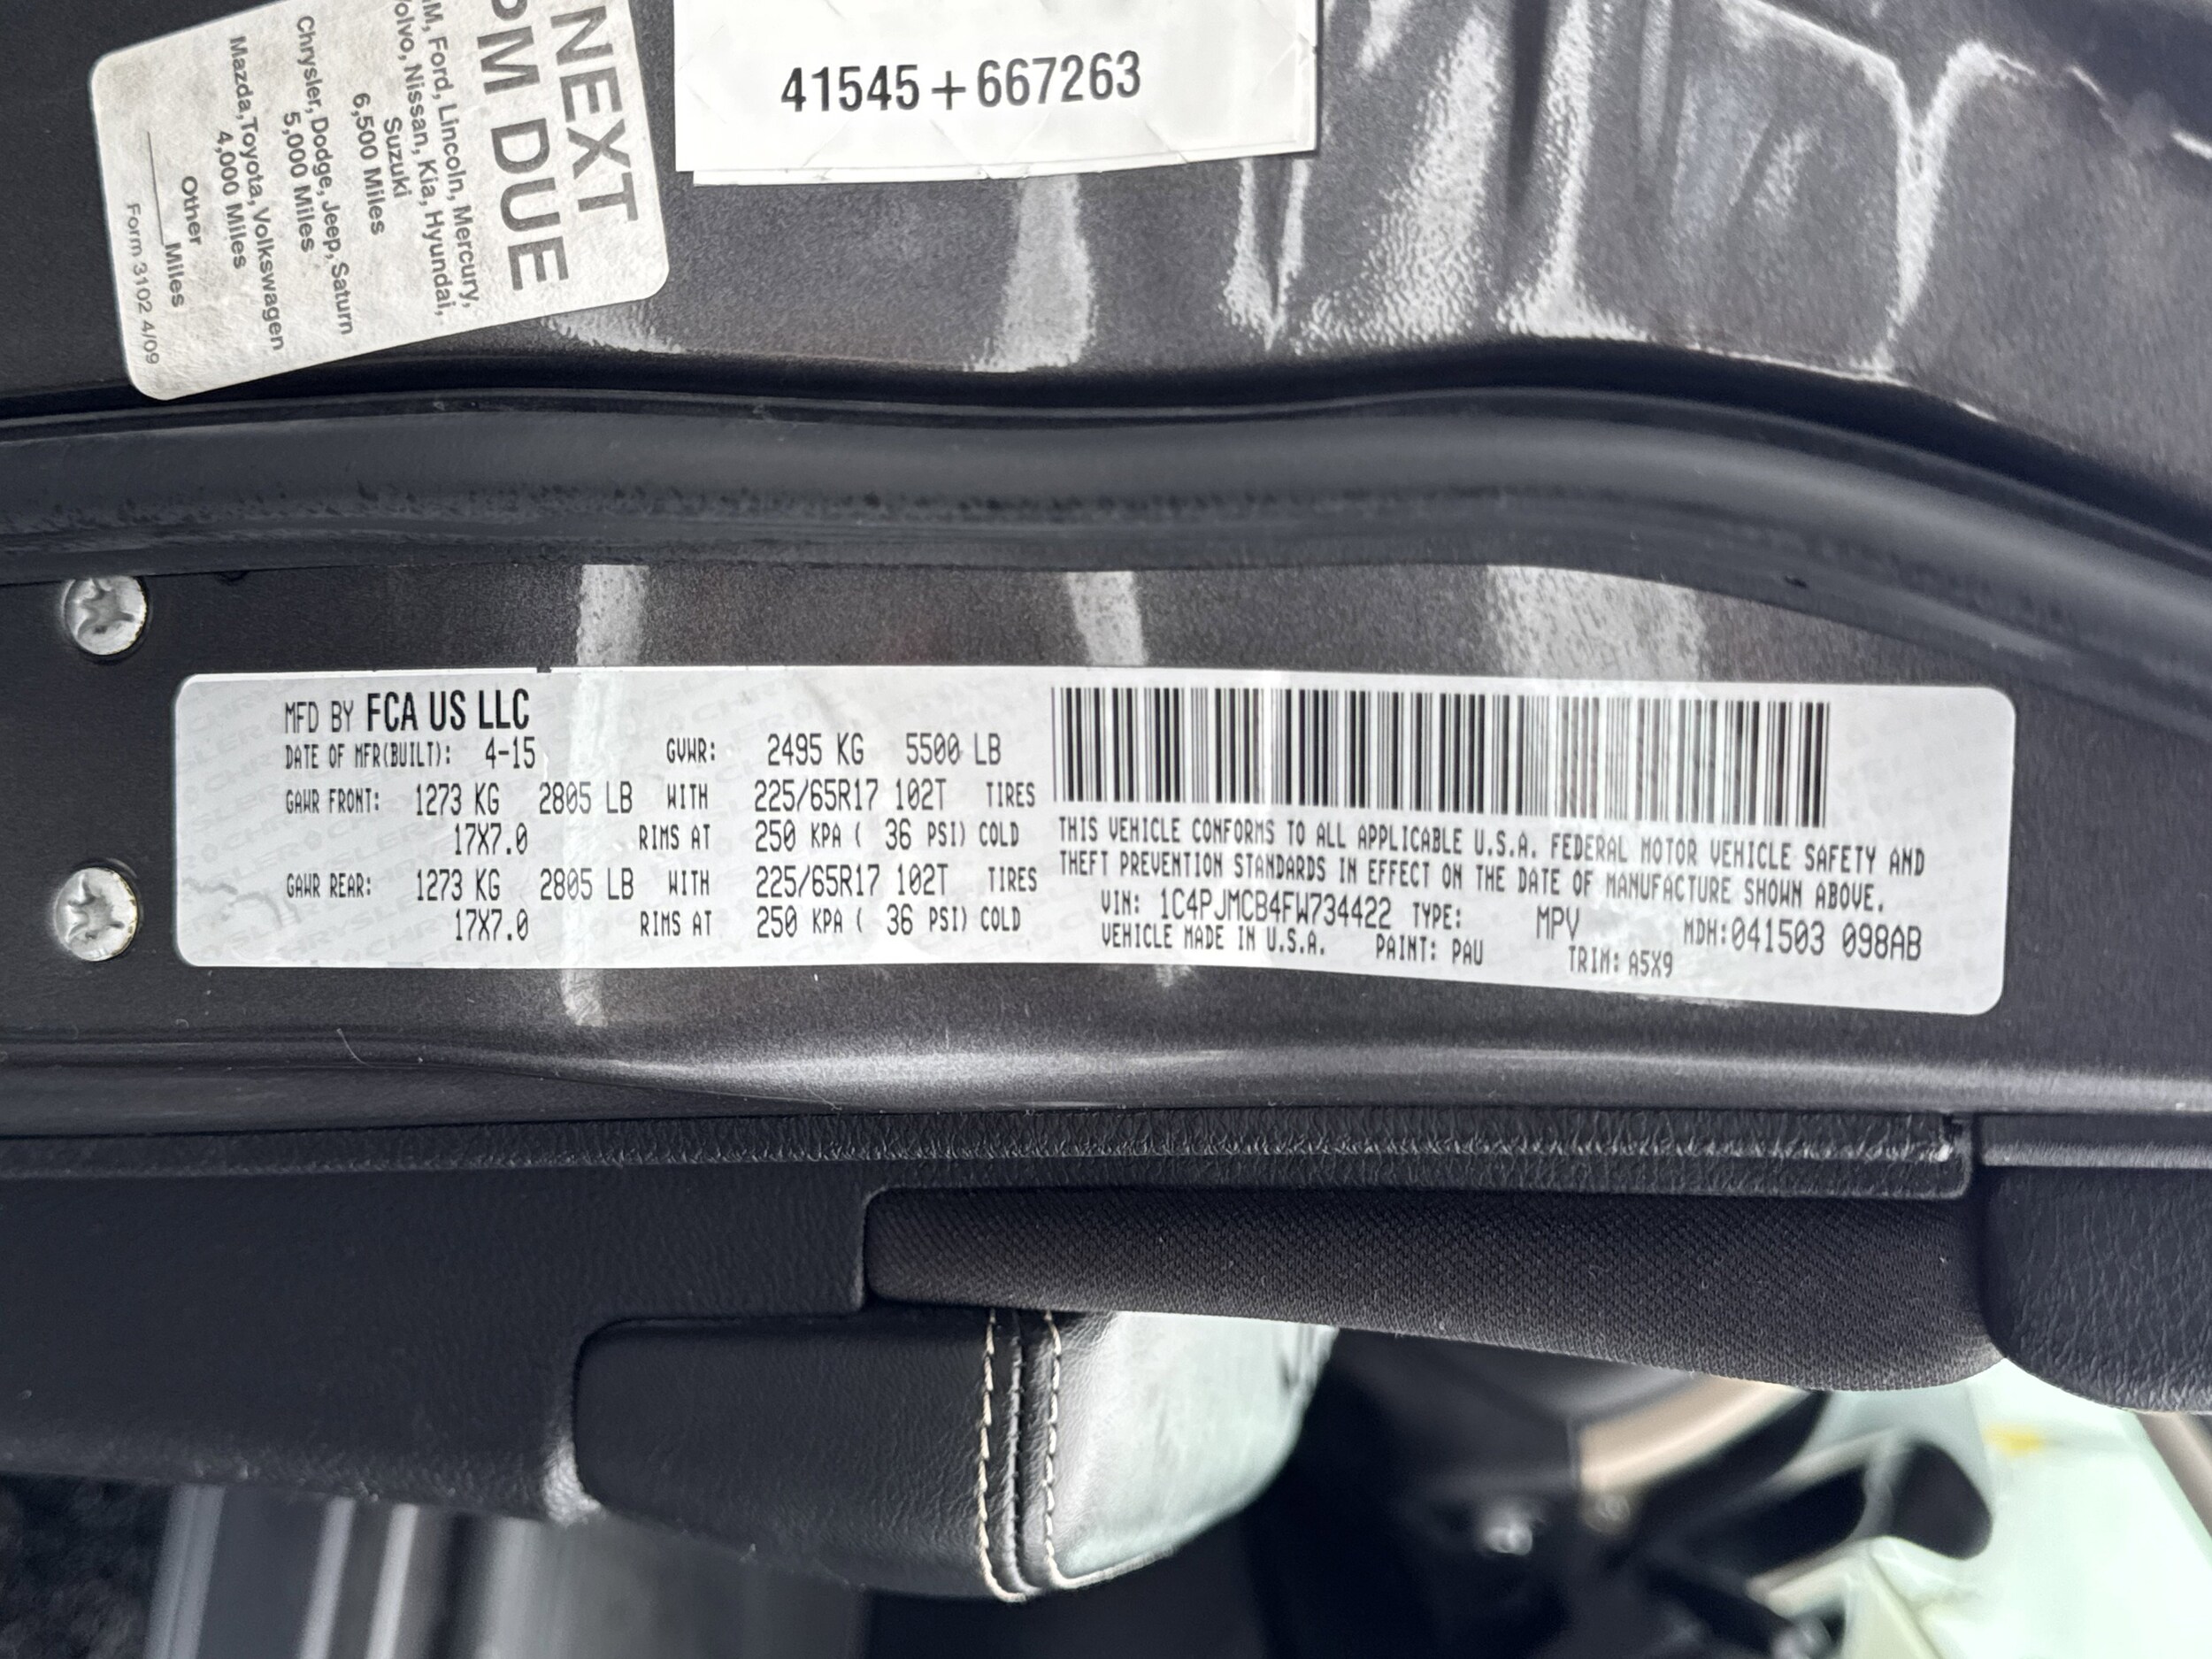 NEXT
PM DUE
GM, Ford, Lincoln, Mercury,
Volvo, Nissan, Kia, Hyundai,
Suzuki
6,500 Miles
Chrysler, Dodge, Jeep, Saturn
5,000 Miles
Mazda, Toyota, Volkswagen
4,000 Miles
Other
______Miles
Form 3102 4/09
41545+667263
MFD BY FCA US LLC
DATE OF MFR(BUILT): 4-15 GVWR: 2495 KG 5500 LB
GAWR FRONT: 1273 KG 2805 LB WITH 225/65R17 102T TIRES
17X7.0 RIMS AT 250 KPA ( 36 PSI) COLD
GAWR REAR: 1273 KG 2805 LB WITH 225/65R17 102T TIRES
17X7.0 RIMS AT 250 KPA ( 36 PSI) COLD
THIS VEHICLE CONFORMS TO ALL APPLICABLE U.S.A. FEDERAL MOTOR VEHICLE SAFETY AND
THEFT PREVENTION STANDARDS IN EFFECT ON THE DATE OF MANUFACTURE SHOWN ABOVE.
VIN: 1C4PJMCB4FW734422 TYPE: MPV MDH:041503 098AB
VEHICLE MADE IN U.S.A. PAINT: PAU TRIM: A5X9